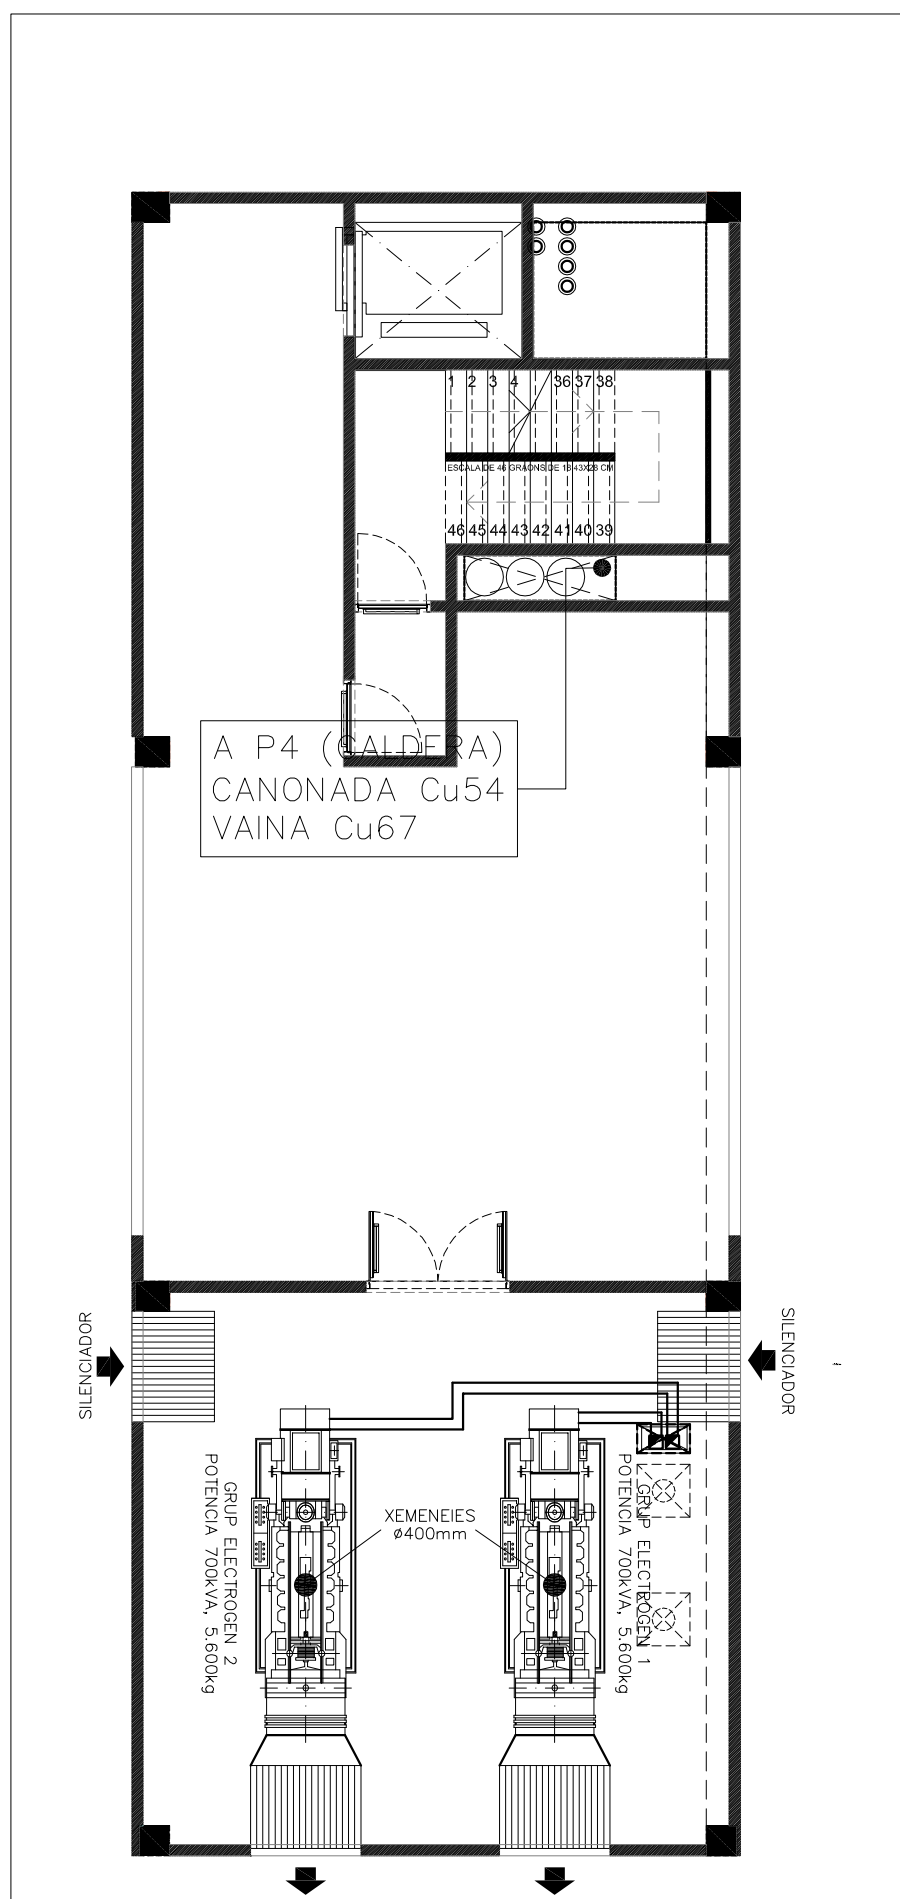 1 2 3 4 36 37 38
ESCALA DE 46 GRAONS DE 18'43X28 CM
46 45 44 43 42 41 40 39
A P4 (CALDERA)
CANONADA Cu54
VAINA Cu67
SILENCIADOR
SILENCIADOR
GRUP ELECTROGEN 2
POTENCIA 700kVA, 5.600kg
XEMENEIES
ø400mm
GRUP ELECTROGEN 1
POTENCIA 700kVA, 5.600kg